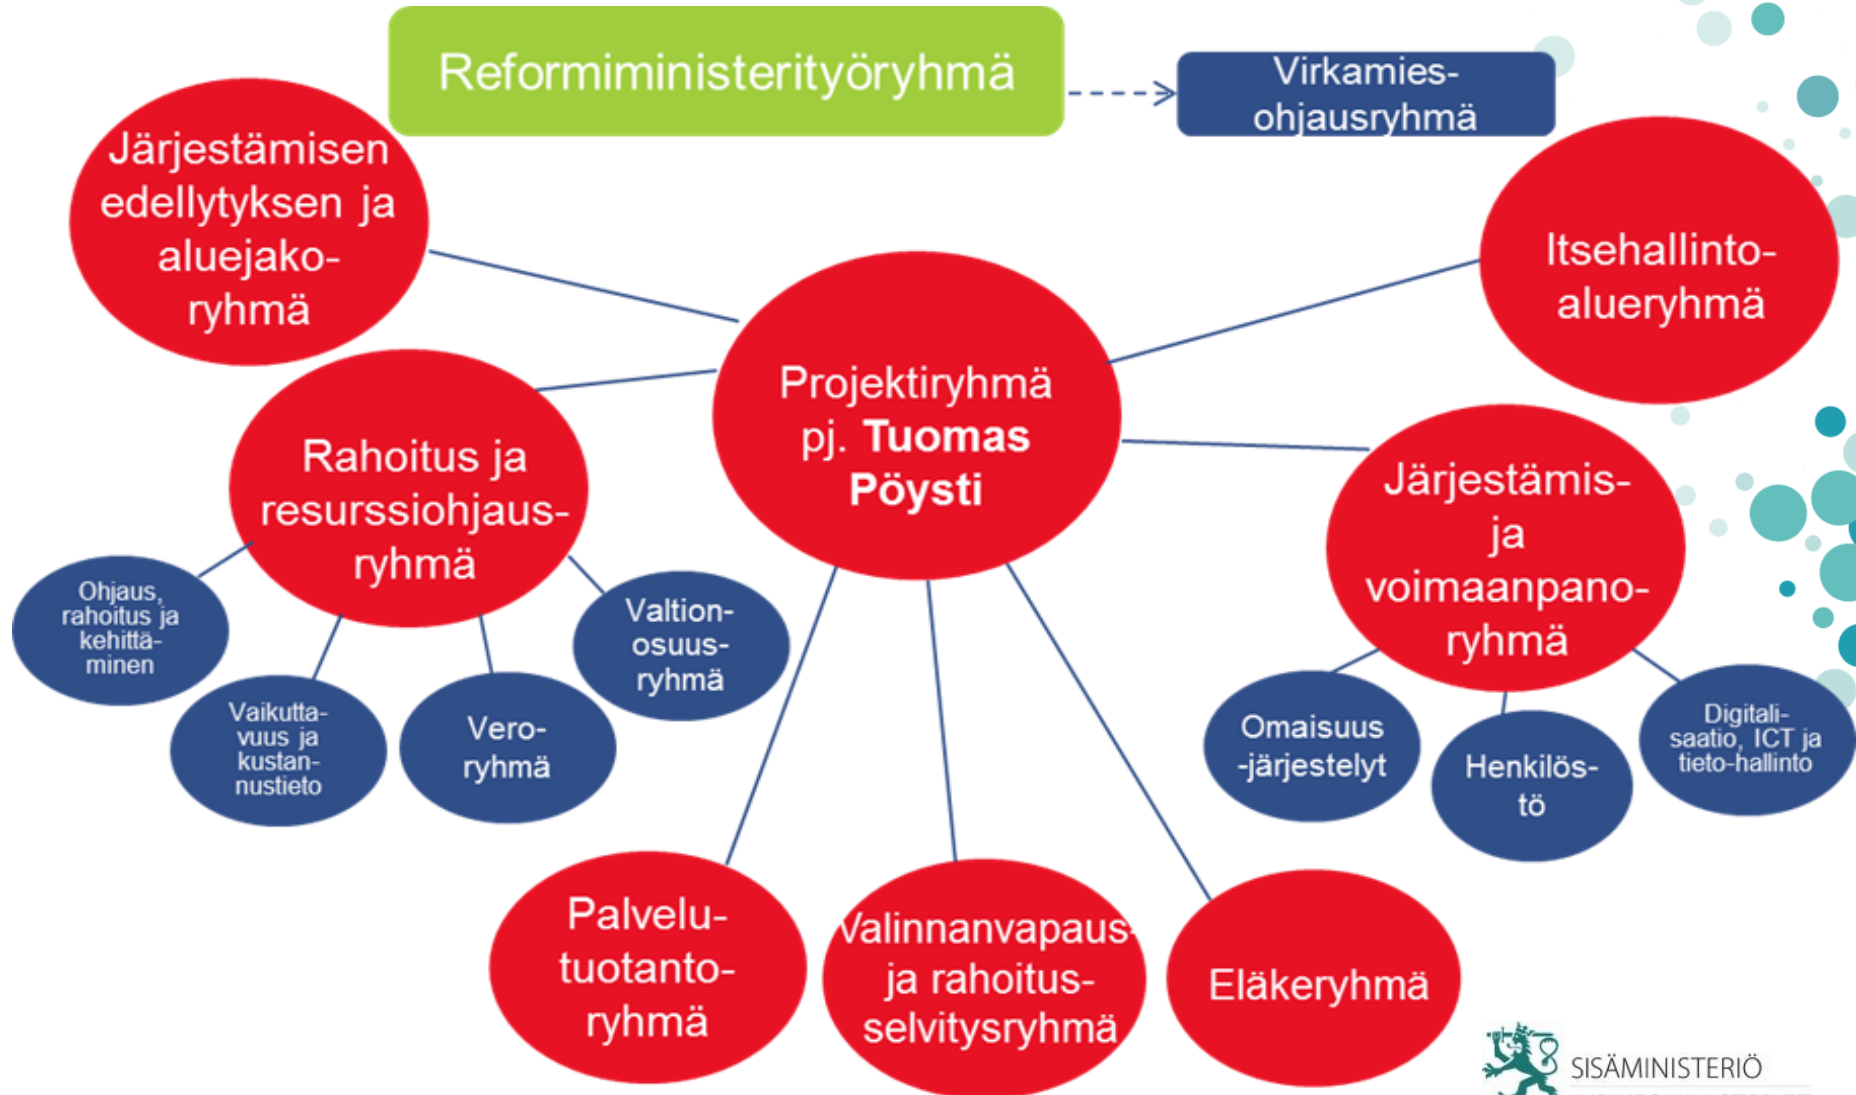 Reformiministerityöryhmä
Virkamies-
ohjausryhmä
Järjestämisen
edellytyksen ja
aluejako-
ryhmä
Itsehallinto-
alueryhmä
Projektiryhmä
pj. Tuomas
Pöysti
Rahoitus ja
resurssiohjaus-
ryhmä
Järjestämis-
ja
voimaanpano-
ryhmä
Ohjaus,
rahoitus ja
kehittä-
minen
Vaikutta-
vuus ja
kustan-
nustieto
Vero-
ryhmä
Valtion-
osuus-
ryhmä
Omaisuus
-järjestelyt
Henkilös-
tö
Digitali-
saatio, ICT ja
tieto-hallinto
Palvelu-
tuotanto-
ryhmä
Valinnanvapaus-
ja rahoitus-
selvitysryhmä
Eläkeryhmä
SISÄMINISTERIÖ